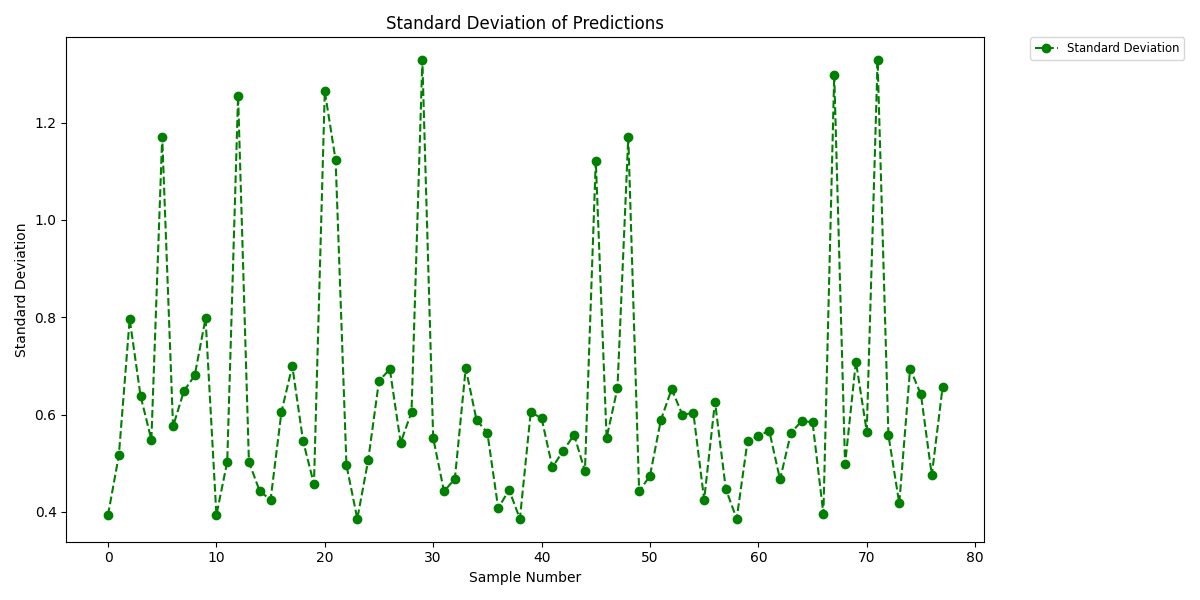 Standard Deviation of Predictions
Standard Deviation
1.2
1.0
0.8
0.6
0.4
Standard Deviation
0 10 20 30 40 50 60 70 80
Sample Number